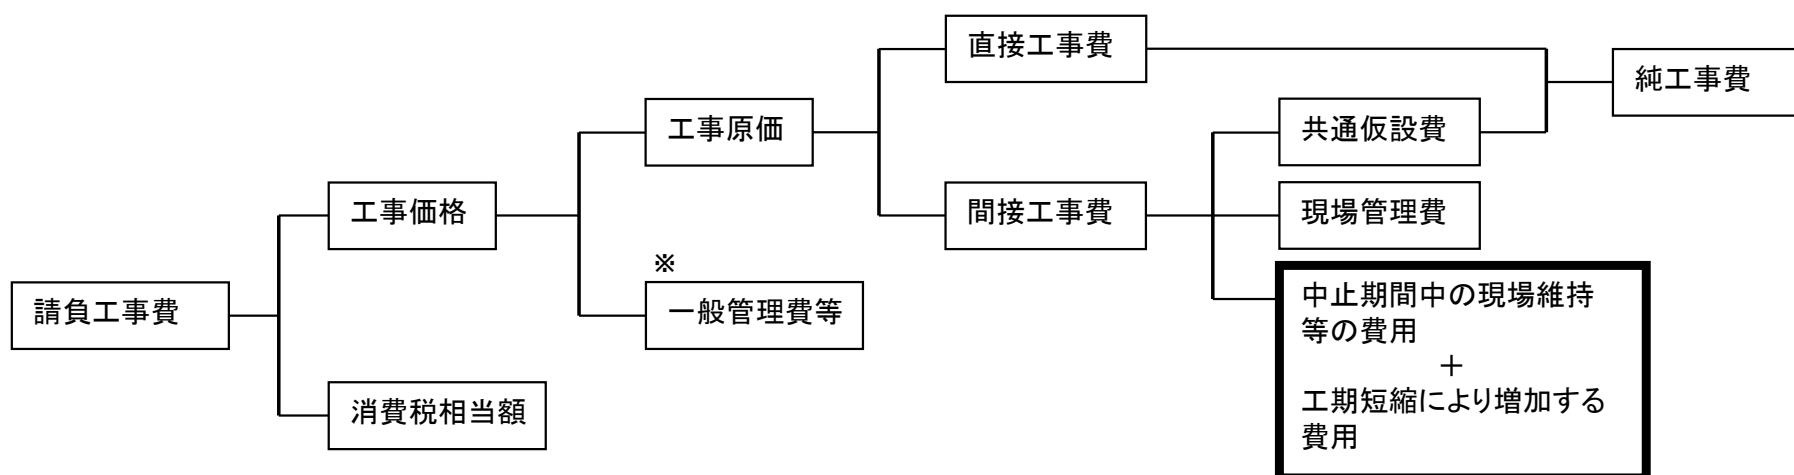 直接工事費
純工事費
工事原価
共通仮設費
工事価格
間接工事費
現場管理費
※
一般管理費等
請負工事費
中止期間中の現場維持
等の費用
＋
工期短縮により増加する
費用
消費税相当額